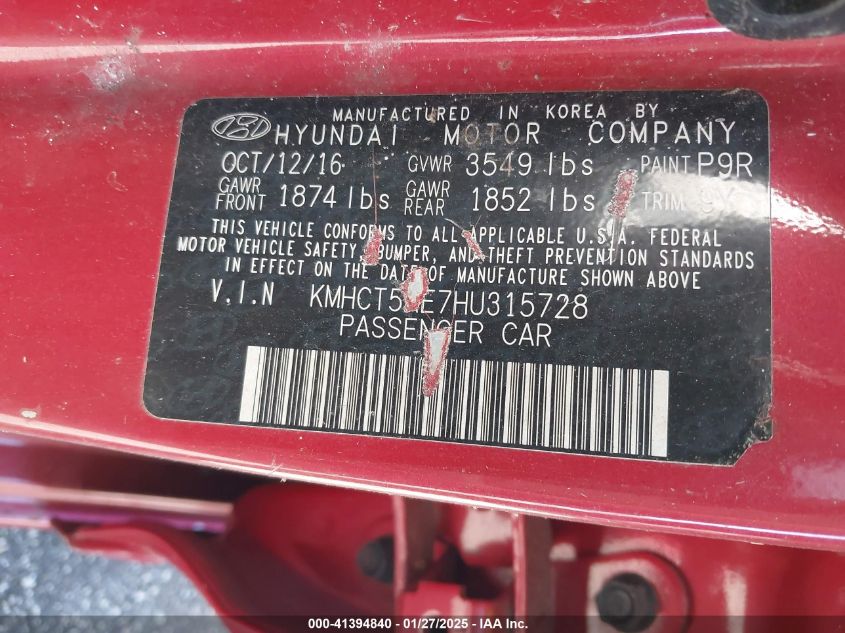 MANUFACTURED IN KOREA BY
HYUNDAI MOTOR COMPANY
OCT/12/16 GVWR 3549 lbs PAINT P9R
GAWR FRONT 1874 lbs GAWR REAR 1852 lbs TRIM
THIS VEHICLE CONFORMS TO ALL APPLICABLE U.S.A. FEDERAL
MOTOR VEHICLE SAFETY BUMPER, AND THEFT PREVENTION STANDARDS
IN EFFECT ON THE DATE OF MANUFACTURE SHOWN ABOVE
V.I.N
PASSENGER CAR
000-41394840 - 01/27/2025 - IAA Inc.